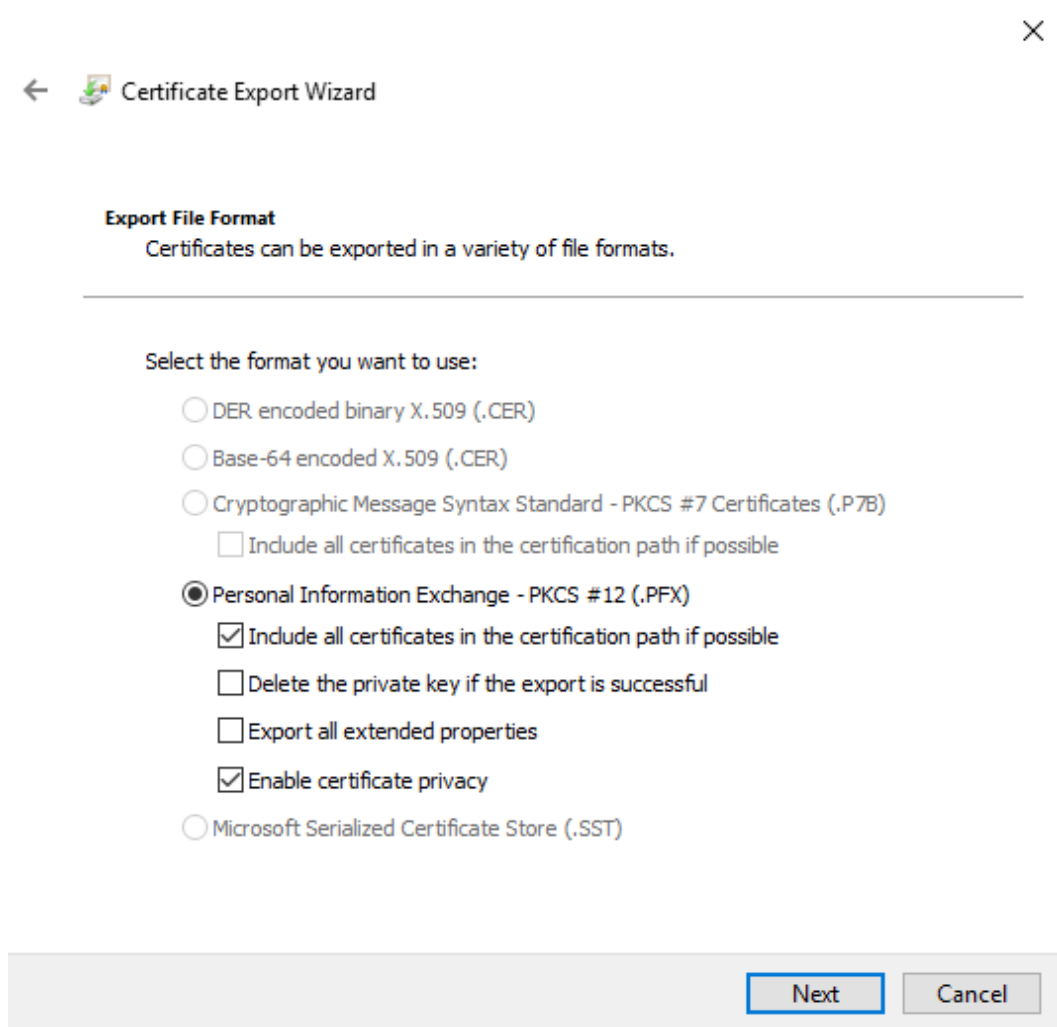 Certificate Export Wizard
Export File Format
Certificates can be exported in a variety of file formats.
Select the format you want to use:
DER encoded binary X.509 (.CER)
Base-64 encoded X.509 (.CER)
Cryptographic Message Syntax Standard - PKCS #7 Certificates (.P7B)
Include all certificates in the certification path if possible
Personal Information Exchange - PKCS #12 (.PFX)
Include all certificates in the certification path if possible
Delete the private key if the export is successful
Export all extended properties
Enable certificate privacy
Microsoft Serialized Certificate Store (.SST)
Next Cancel